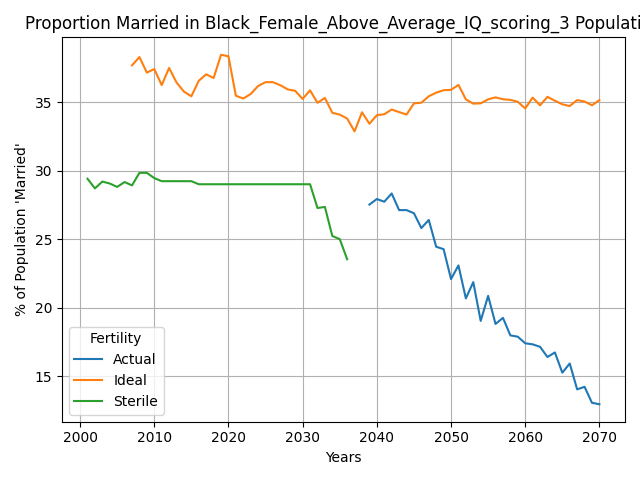 Proportion Married in Black_Female_Above_Average_IQ_scoring_3 Populati
% of Population 'Married'
35
30
25
20
15
Fertility
Actual
Ideal
Sterile
2000 2010 2020 2030 2040 2050 2060 2070
Years